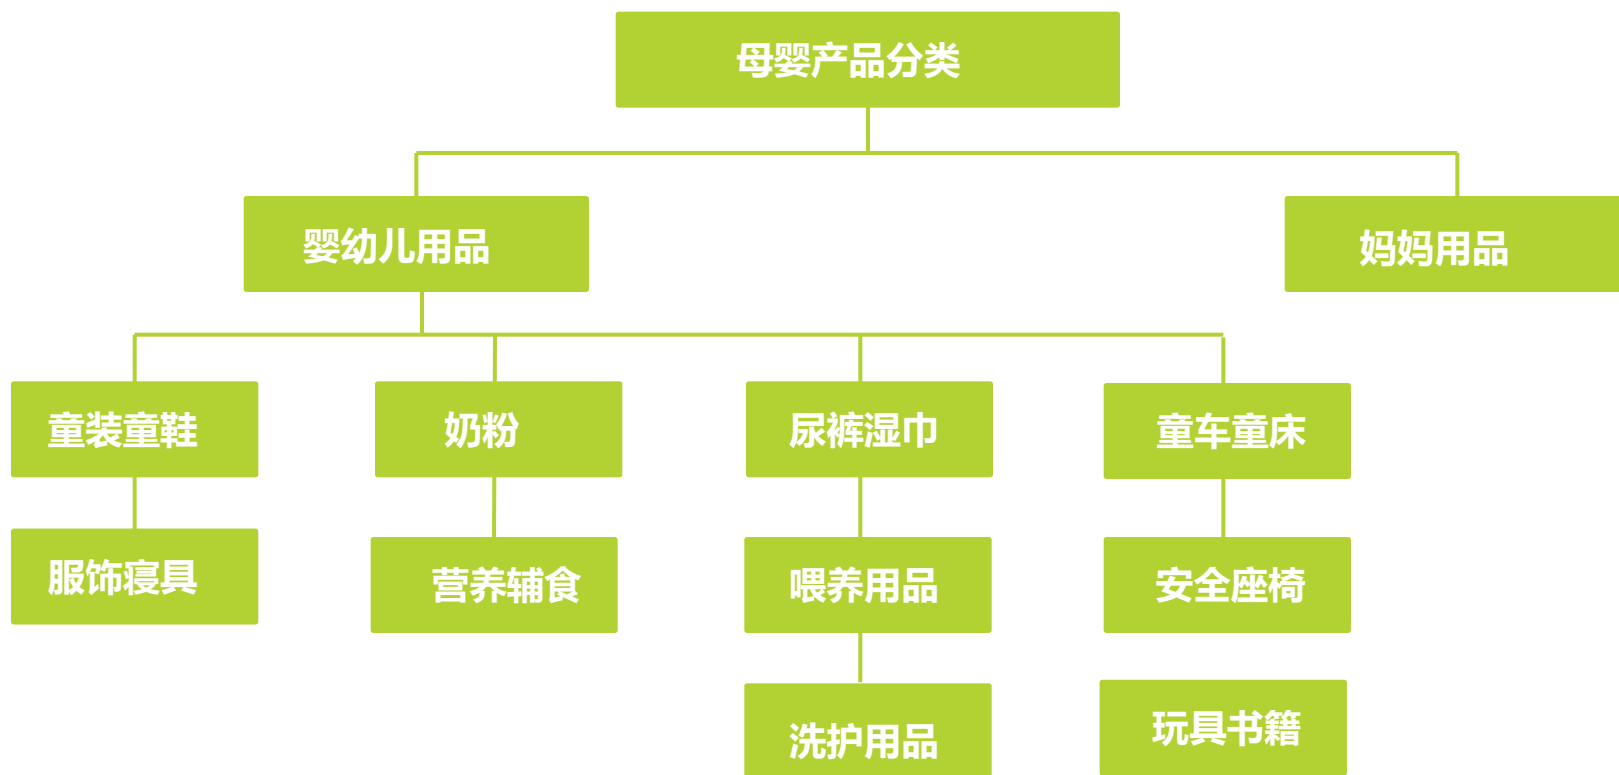 母婴产品分类
婴幼儿用品
妈妈用品
童装童鞋
奶粉
尿裤湿巾
童车童床
服饰寝具
营养辅食
喂养用品
安全座椅
洗护用品
玩具书籍